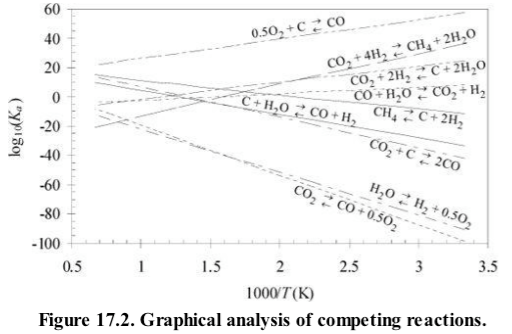 60
40
20
0
-20
-40
-60
-80
-100
log₁₀(Kₐ)
0.5O₂ + C ⇄ CO
CO₂ + 4H₂ ⇄ CH₄ + 2H₂O
CO₂ + 2H₂ ⇄ C + 2H₂O
CO + H₂O ⇄ CO₂ + H₂
C + H₂O ⇄ CO + H₂
CH₄ ⇄ C + 2H₂
CO₂ + C ⇄ 2CO
H₂O ⇄ H₂ + 0.5O₂
CO₂ ⇄ CO + 0.5O₂
0.5 1 1.5 2 2.5 3 3.5
1000/T(K)
Figure 17.2. Graphical analysis of competing reactions.